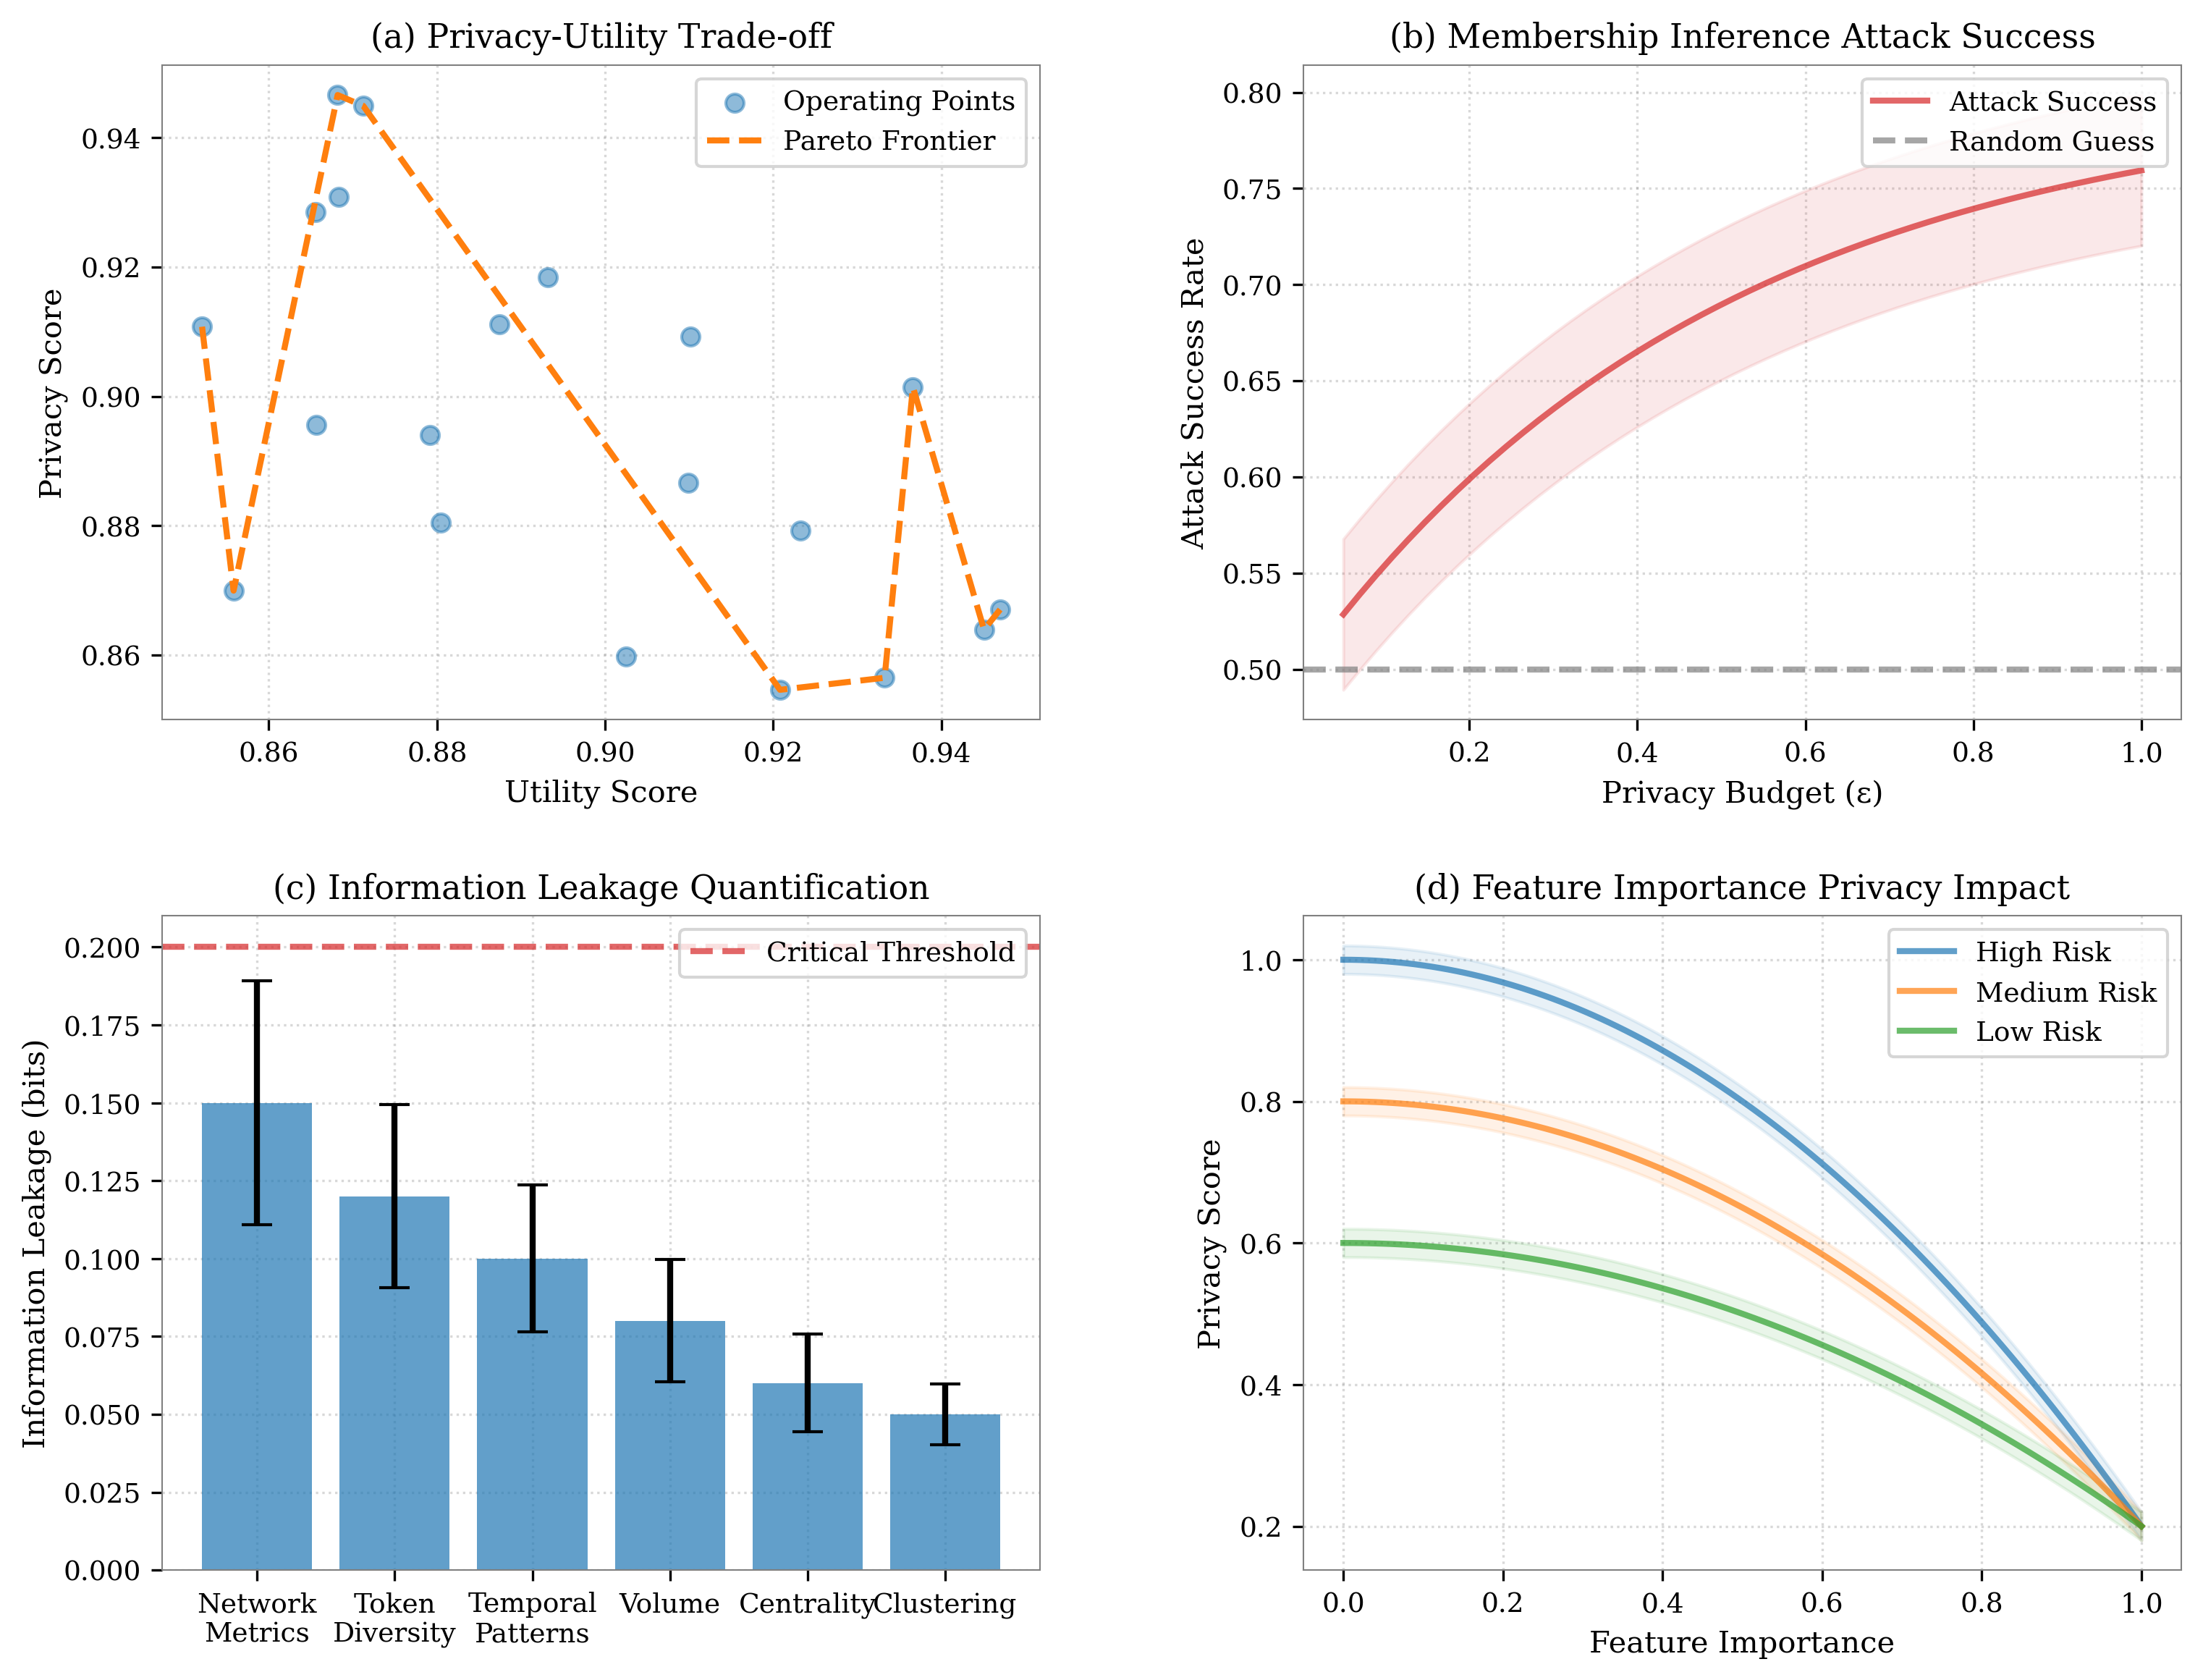 (a) Privacy-Utility Trade-off
Operating Points
Pareto Frontier
0.94
0.92
0.90
0.88
0.86
Privacy Score
0.86 0.88 0.90 0.92 0.94
Utility Score
(b) Membership Inference Attack Success
Attack Success
Random Guess
0.80
0.75
0.70
0.65
0.60
0.55
0.50
Attack Success Rate
0.2 0.4 0.6 0.8 1.0
Privacy Budget (ε)
(c) Information Leakage Quantification
Critical Threshold
0.200
0.175
0.150
0.125
0.100
0.075
0.050
0.025
0.000
Information Leakage (bits)
Network Metrics
Token Diversity
Temporal Patterns
Volume
Centrality
Clustering
(d) Feature Importance Privacy Impact
High Risk
Medium Risk
Low Risk
1.0
0.8
0.6
0.4
0.2
Privacy Score
0.0 0.2 0.4 0.6 0.8 1.0
Feature Importance